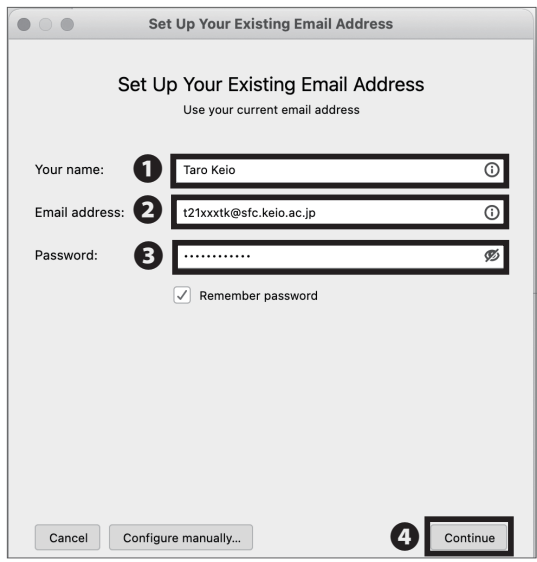 Set Up Your Existing Email Address
Set Up Your Existing Email Address
Use your current email address
Your name: 1 Taro Keio
Email address: 2 t21xxxtk@sfc.keio.ac.jp
Password: 3 ••••••••••••
✓ Remember password
Cancel Configure manually... 4 Continue